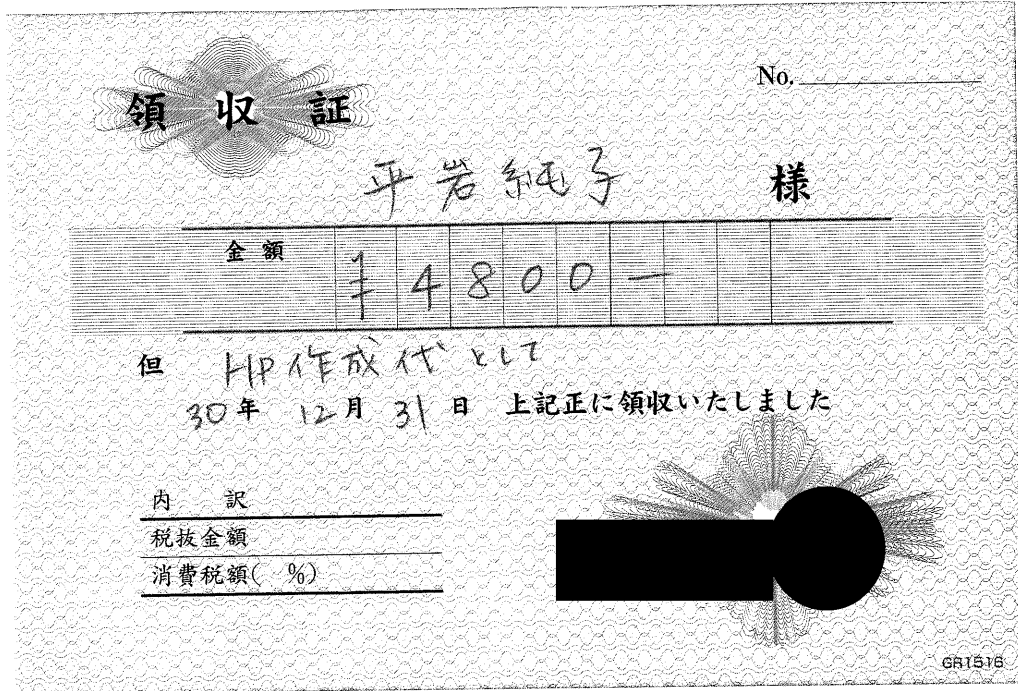 領収証
No.
平岩純子 様
金額 ¥4800-
但 HP作成代として
30年 12月 31日 上記正に領収いたしました
内訳
税抜金額
消費税額( %)
GR1516